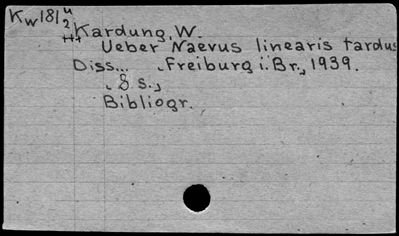 Kw 181 4/2
++ Kardung, W.
Ueber Naevus linearis tardus
Diss... Freiburg i. Br., 1939.
8 s.,
Bibliogr.